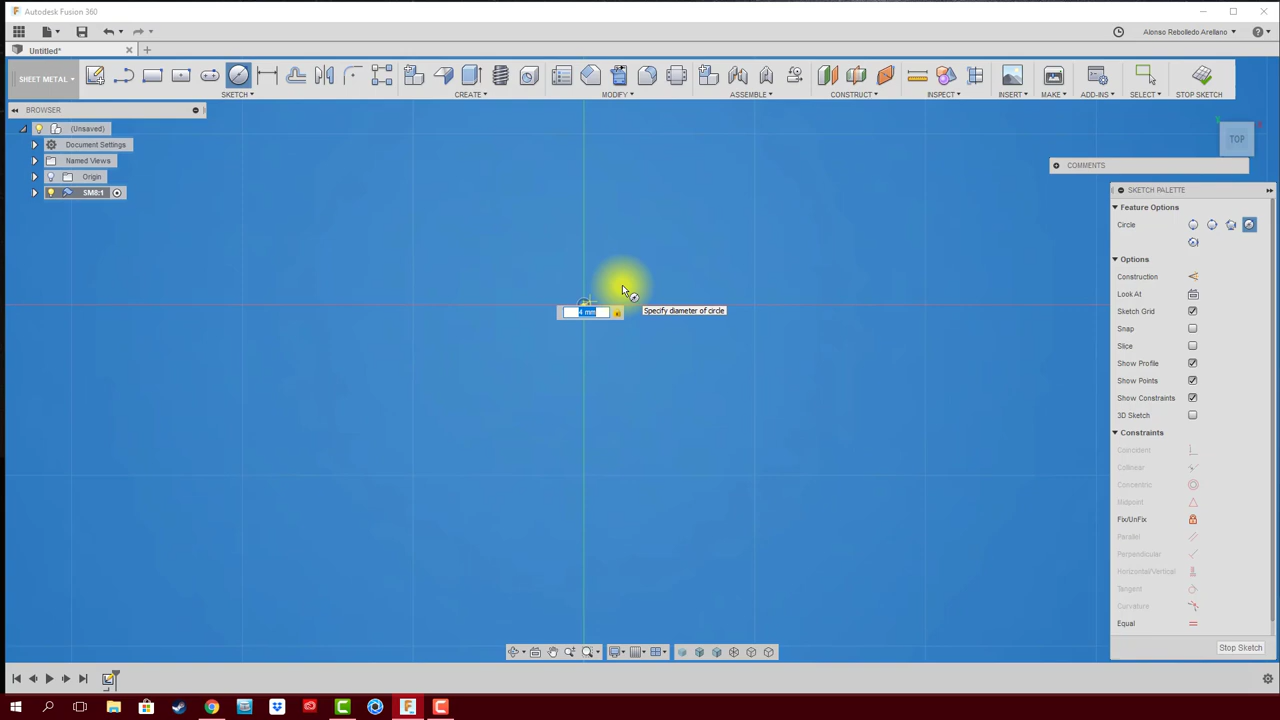 Autodesk Fusion 360
Alonso Rebolledo Arellano
Untitled*
SHEET METAL
SKETCH
CREATE
MODIFY
ASSEMBLE
CONSTRUCT
INSPECT
INSERT
MAKE
ADD-INS
SELECT
STOP SKETCH
BROWSER
(Unsaved)
Document Settings
Named Views
Origin
SM8:1
TOP
COMMENTS
SKETCH PALETTE
Feature Options
Circle
Options
Construction
Look At
Sketch Grid
Snap
Slice
Show Profile
Show Points
Show Constraints
3D Sketch
Constraints
Coincident
Collinear
Concentric
Midpoint
Fix/UnFix
Parallel
Perpendicular
Horizontal/Vertical
Tangent
Curvature
Equal
Stop Sketch
4 mm
Specify diameter of circle